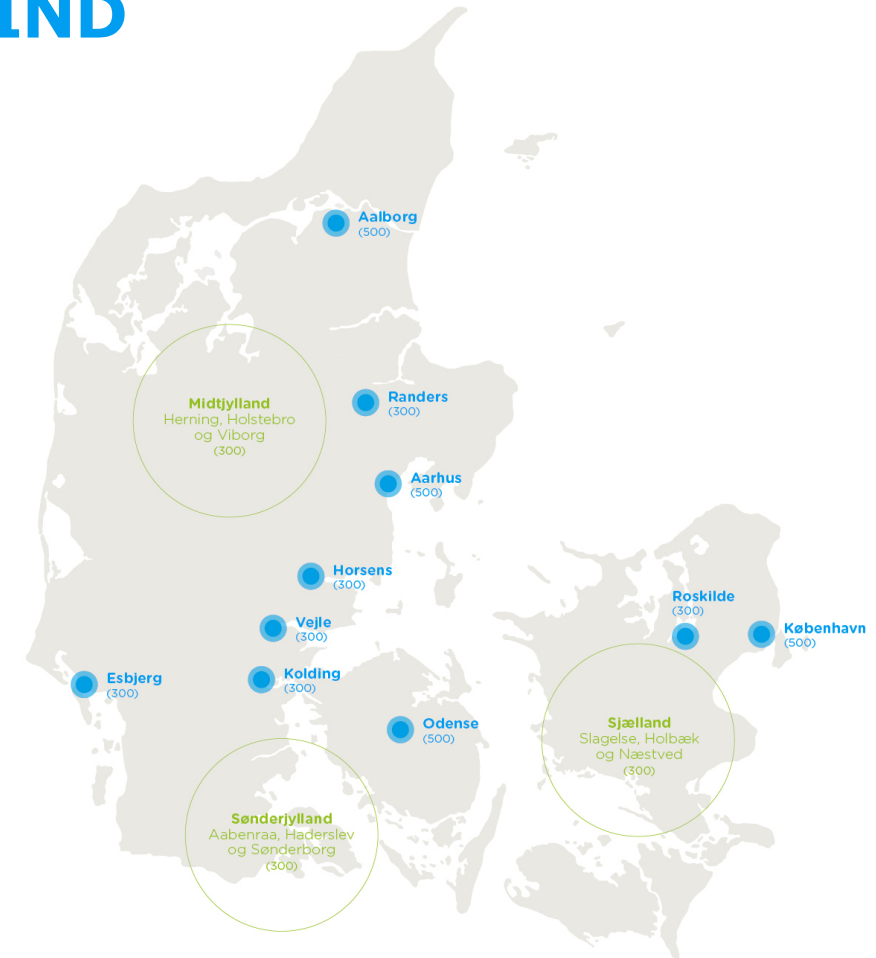 IND
Aalborg
(500)
Randers
(300)
Midtjylland
Herning, Holstebro
og Viborg
(300)
Aarhus
(500)
Horsens
(300)
Roskilde
(300)
Vejle
(300)
København
(500)
Esbjerg
(300)
Kolding
(300)
Odense
(500)
Sjælland
Slagelse, Holbæk
og Næstved
(300)
Sønderjylland
Aabenraa, Haderslev
og Sønderborg
(300)